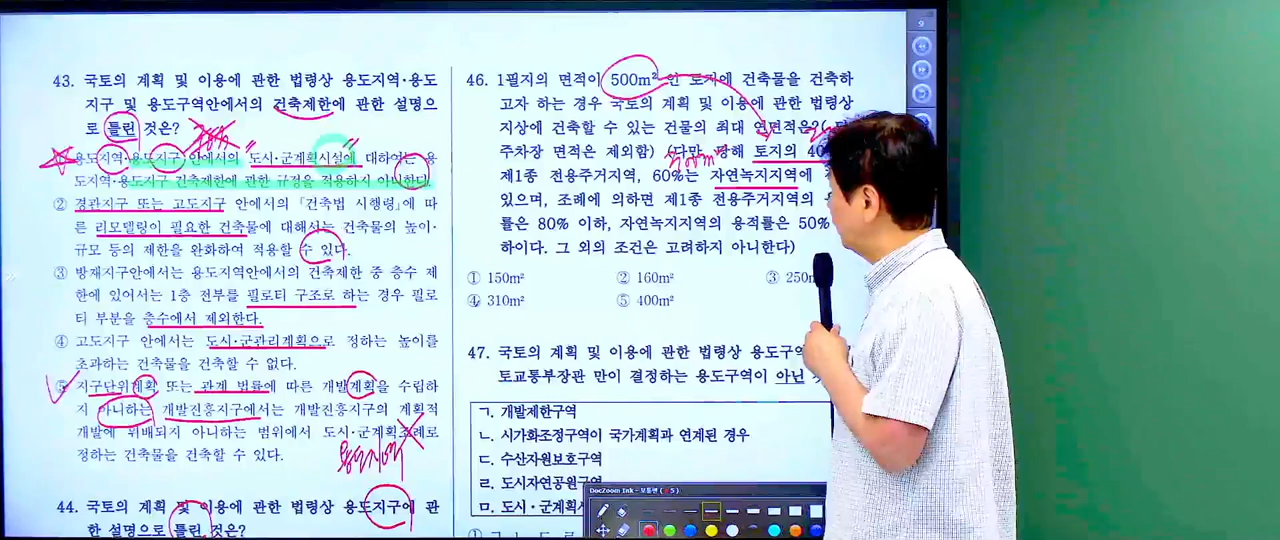 43. 국토의 계획 및 이용에 관한 법령상 용도지역·용도
지구 및 용도구역안에서의 건축제한에 관한 설명으
로 틀린 것은?
용도지역·용도지구 안에서의 도시·군계획시설에 대하여는 용
도지역·용도지구 건축제한에 관한 규정을 적용하지 아니한다.
② 경관지구 또는 고도지구 안에서의 「건축법 시행령」에 따
른 리모델링이 필요한 건축물에 대해서는 건축물의 높이·
규모 등의 제한을 완화하여 적용할 수 있다.
③ 방재지구안에서는 용도지역안에서의 건축제한 중 층수 제
한에 있어서는 1층 전부를 필로티 구조로 하는 경우 필로
티 부분을 층수에서 제외한다.
④ 고도지구 안에서는 도시·군관리계획으로 정하는 높이를
초과하는 건축물을 건축할 수 없다.
⑤ 지구단위계획 또는 관계 법률에 따른 개발계획을 수립하
지 아니하는 개발진흥지구에서는 개발진흥지구의 계획적
개발에 위배되지 아니하는 범위에서 도시·군계획조례로
정하는 건축물을 건축할 수 있다.
용도지역
44. 국토의 계획 및 이용에 관한 법령상 용도지구에 관
한 설명으로 틀린 것은?
46. 1필지의 면적이 500m² 인 토지에 건축물을 건축하
고자 하는 경우 국토의 계획 및 이용에 관한 법령상
지상에 건축할 수 있는 건물의 최대 연면적은?(
주차장 면적은 제외함) (다만 당해 토지의 40
제1종 전용주거지역, 60%는 자연녹지지역에
있으며, 조례에 의하면 제1종 전용주거지역의
률은 80% 이하, 자연녹지지역의 용적률은 50%
하이다. 그 외의 조건은 고려하지 아니한다)
① 150m² ② 160m² ③ 250m
④ 310m² ⑤ 400m²
47. 국토의 계획 및 이용에 관한 법령상 용도구
토교통부장관 만이 결정하는 용도구역이 아닌
ㄱ. 개발제한구역
ㄴ. 시가화조정구역이 국가계획과 연계된 경우
ㄷ. 수산자원보호구역
ㄹ. 도시자연공원구역
ㅁ. 도시·군계획시
DocZoom Ink - 보통펜 ( 5 )
9